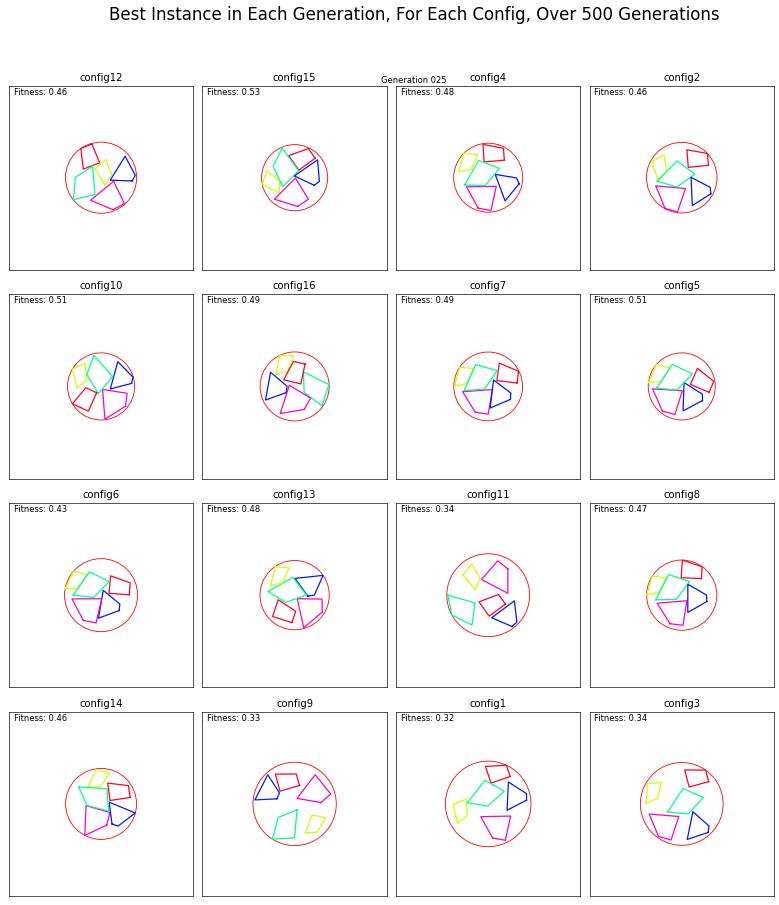 Best Instance in Each Generation, For Each Config, Over 500 Generations
Generation 025
config12
Fitness: 0.46
config15
Fitness: 0.53
config4
Fitness: 0.48
config2
Fitness: 0.46
config10
Fitness: 0.51
config16
Fitness: 0.49
config7
Fitness: 0.49
config5
Fitness: 0.51
config6
Fitness: 0.43
config13
Fitness: 0.48
config11
Fitness: 0.34
config8
Fitness: 0.47
config14
Fitness: 0.46
config9
Fitness: 0.33
config1
Fitness: 0.32
config3
Fitness: 0.34